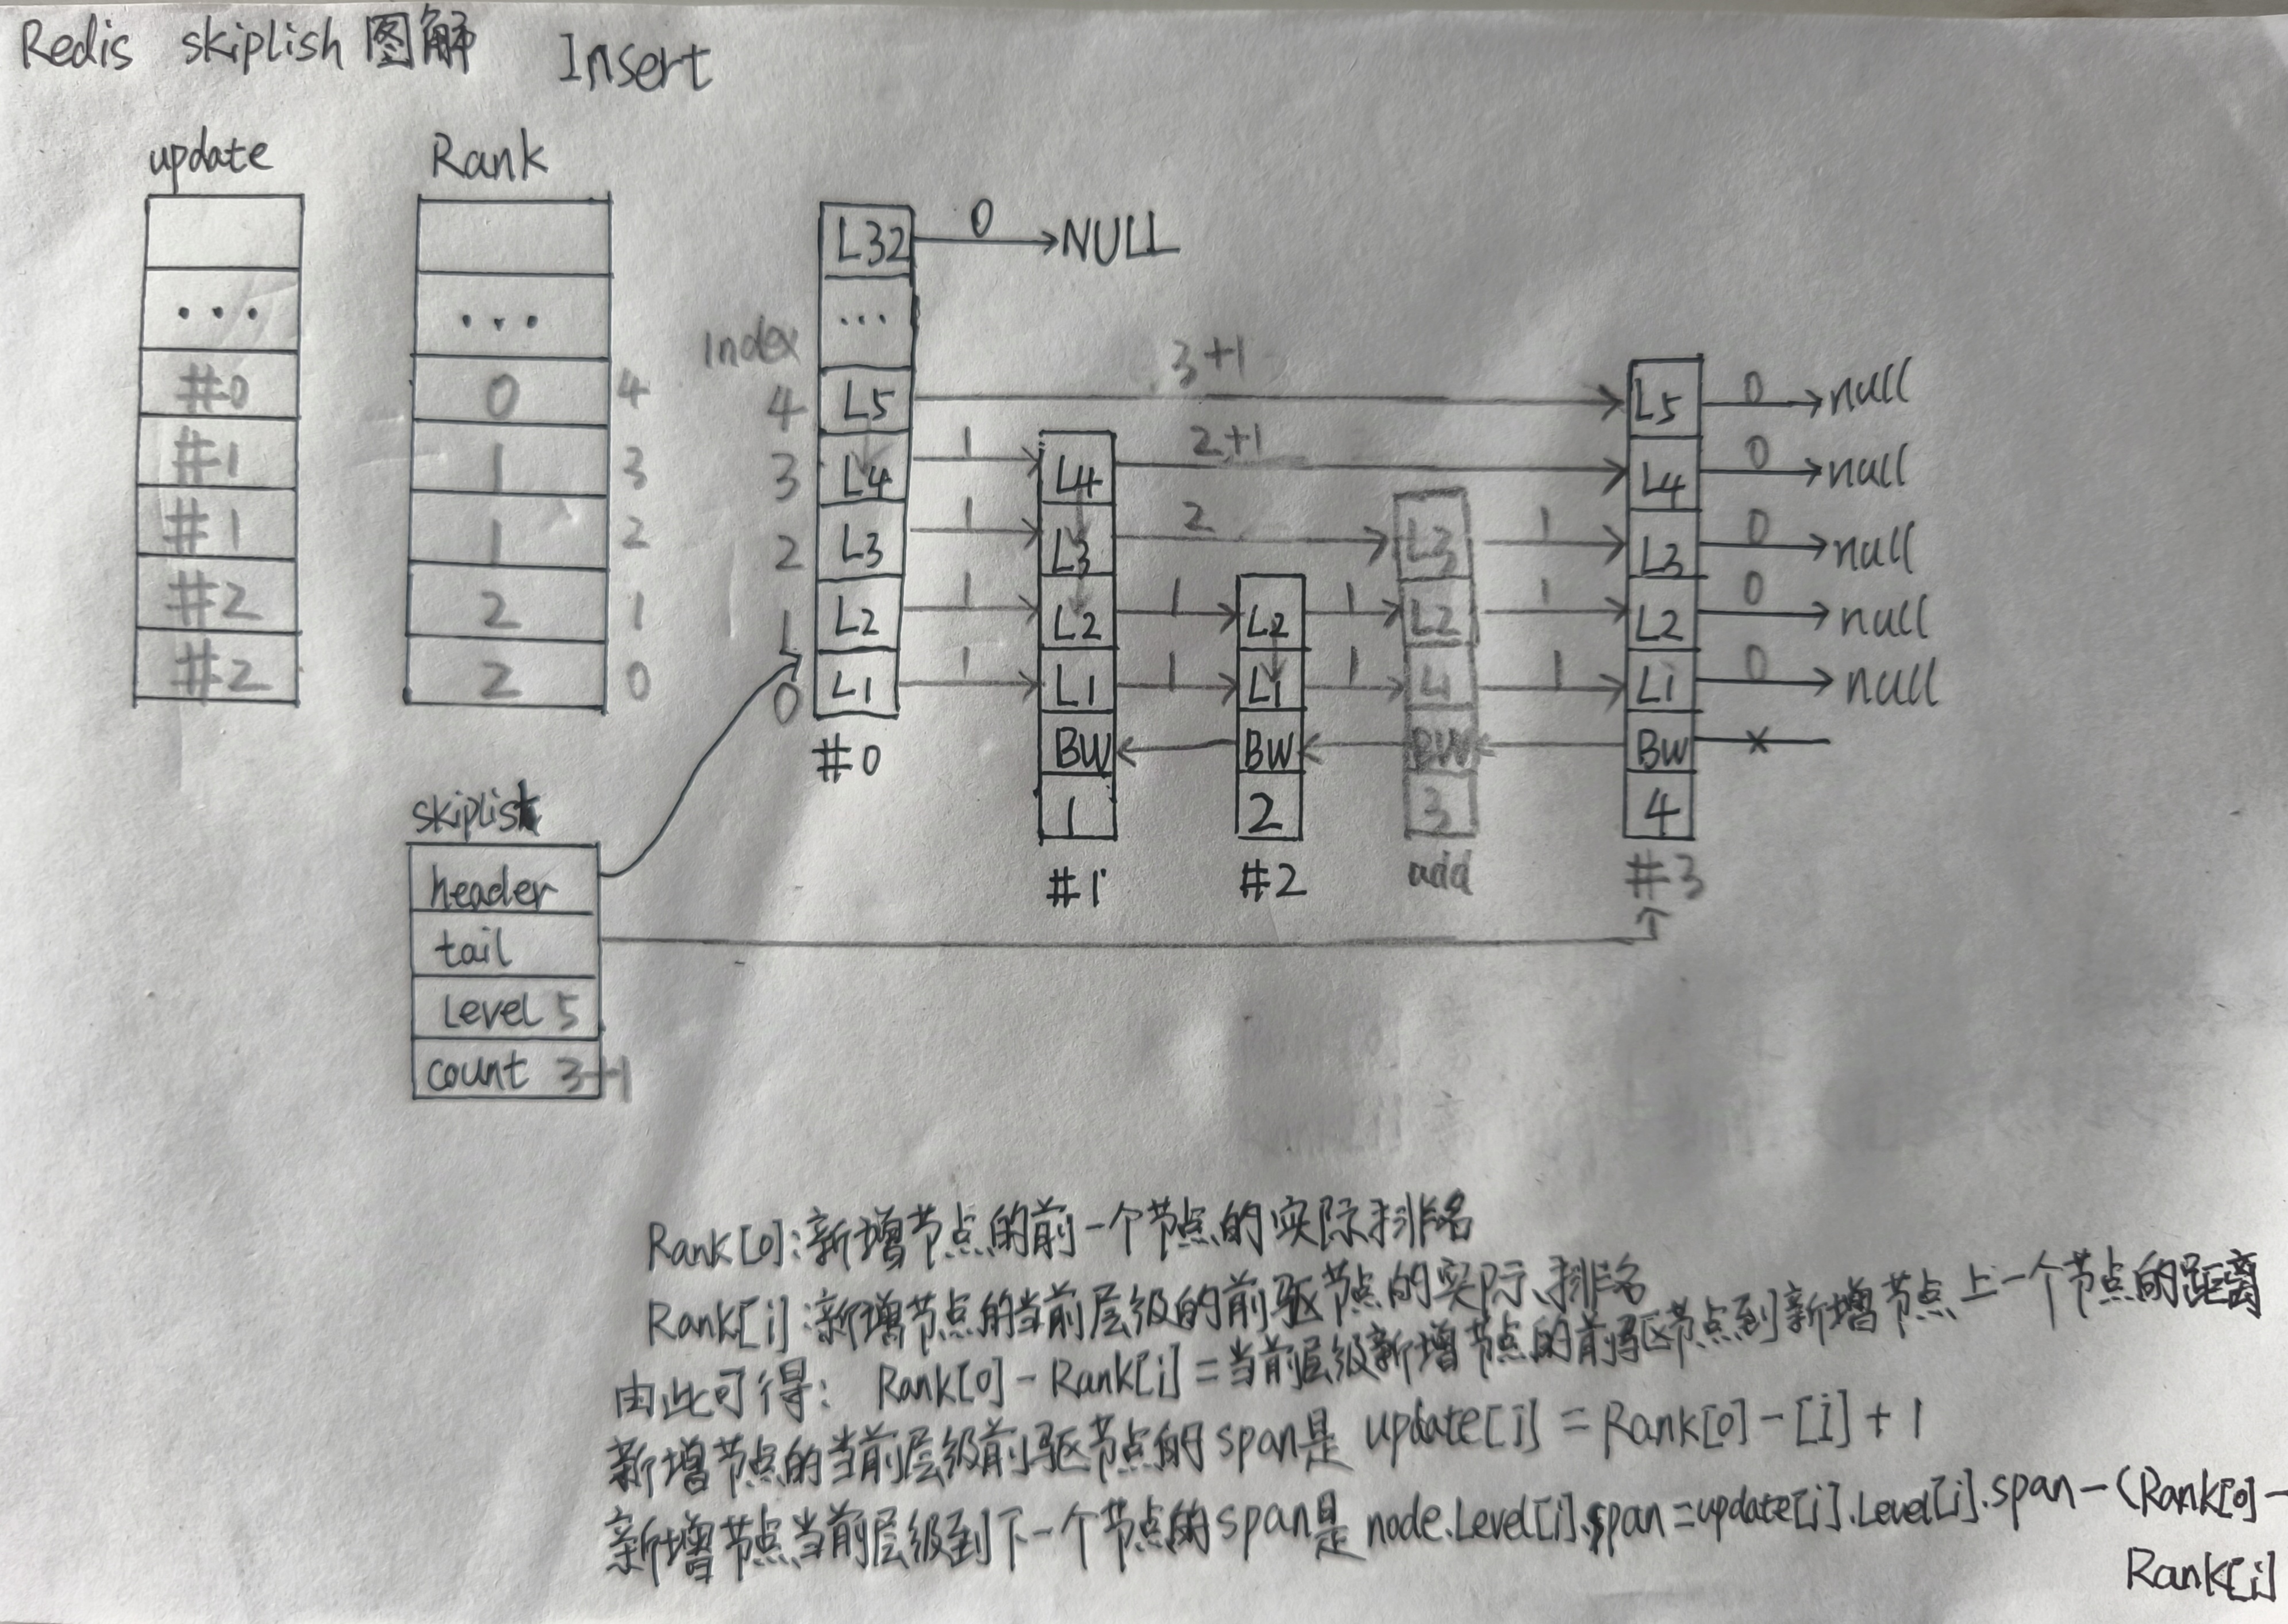 Redis skiplish 图解 Insert
update
Rank
...
#0
#1
#1
#2
#2
...
0 4
1 3
1 2
2 1
2 0
Index
4
3
2
1
0
L32 0 NULL
...
L5 3+1 L5 0 null
L4 1 L4 2+1 L4 0 null
L3 1 L3 2 L3 1 L3 0 null
L2 1 L2 1 L2 1 L2 1 L2 0 null
L1 1 L1 1 L1 1 L1 1 L1 0 null
BW BW BW BW ×
1 2 3 4
#0 #1 #2 add #3
skiplist
header
tail
Level 5
count 3+1
Rank[0]:新增节点的前一个节点的实际排名
Rank[i]:新增节点的当前层级的前驱节点的实际排名
由此可得: Rank[0]-Rank[i]=当前层级新增节点的前驱节点到新增节点上一个节点的距离
新增节点的当前层级前驱节点的span是 update[i]=Rank[0]-[i]+1
新增节点当前层级到下一个节点的span是 node.Level[i].span=update[i].Level[i].span-(Rank[0]-
Rank[i]